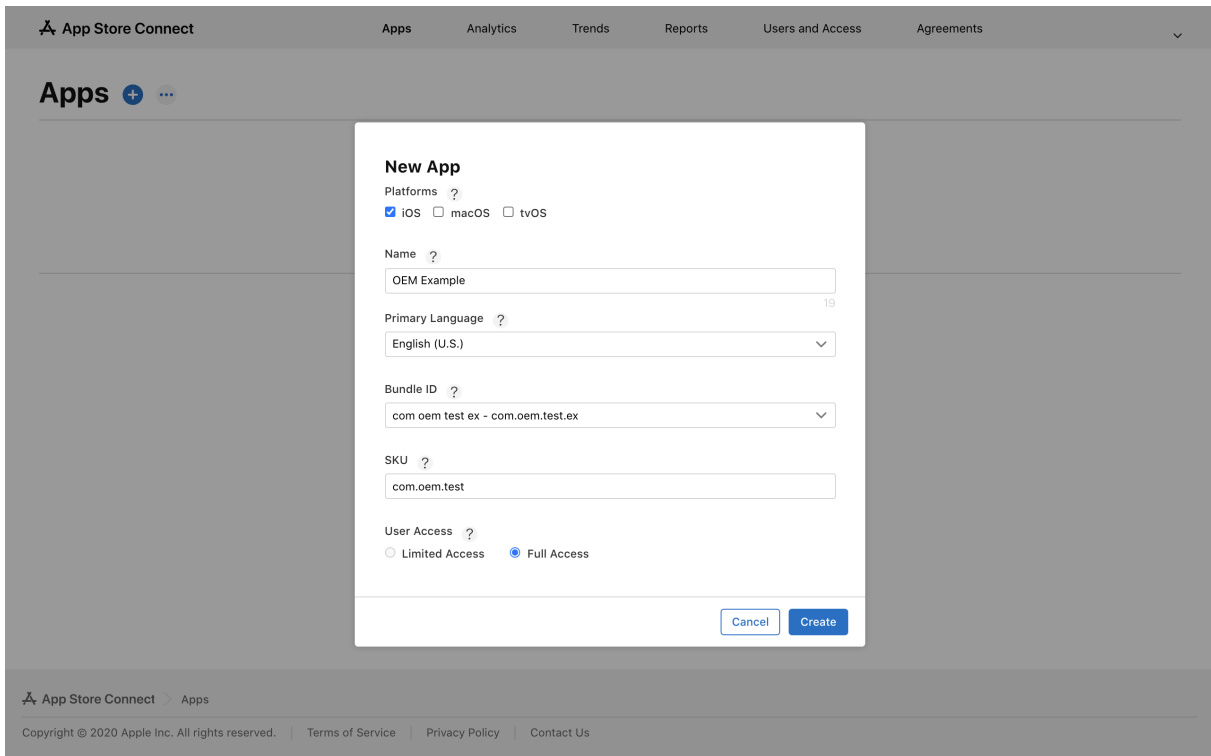 App Store Connect Apps Analytics Trends Reports Users and Access Agreements
Apps
New App
Platforms ?
iOS macOS tvOS
Name ?
OEM Example
19
Primary Language ?
English (U.S.)
Bundle ID ?
com oem test ex - com.oem.test.ex
SKU ?
com.oem.test
User Access ?
Limited Access Full Access
Cancel Create
App Store Connect Apps
Copyright © 2020 Apple Inc. All rights reserved. Terms of Service Privacy Policy Contact Us